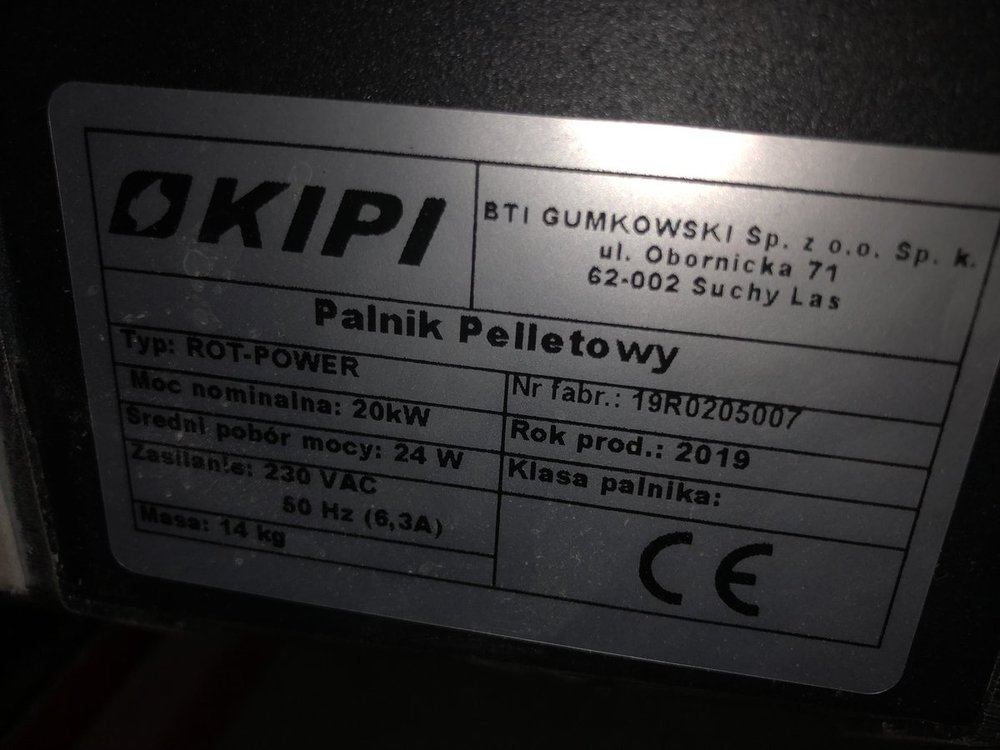 KIPI
BTI GUMKOWSKI Sp. z o.o. Sp. k.
ul. Obornicka 71
62-002 Suchy Las
Palnik Pelletowy
Typ: ROT-POWER
Moc nominalna: 20kW
Średni pobór mocy: 24 W
Zasilanie: 230 VAC
50 Hz (6,3A)
Masa: 14 kg
Nr fabr.: 19R0205007
Rok prod.: 2019
Klasa palnika:
CE